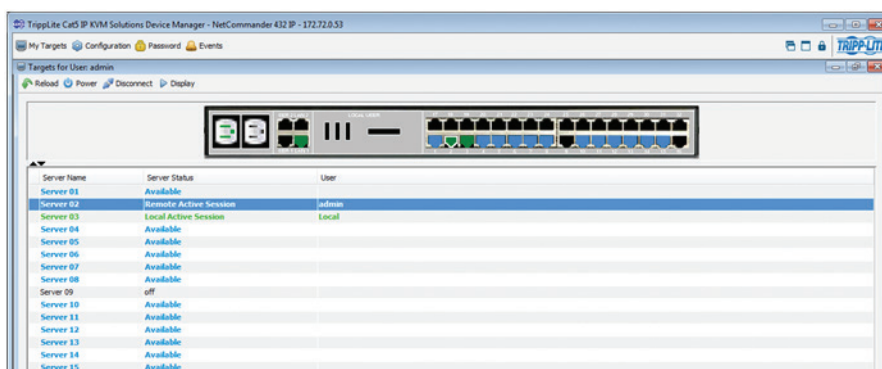 TrippLite Cat5 IP KVM Solutions Device Manager - NetCommander 432 IP - 172.72.0.53
My Targets Configuration Password Events
TRIPP-LITE
Targets for User: admin
Reload Power Disconnect Display
LOCAL USER
Server Name Server Status User
Server 01 Available
Server 02 Remote Active Session admin
Server 03 Local Active Session Local
Server 04 Available
Server 05 Available
Server 06 Available
Server 07 Available
Server 08 Available
Server 09 off
Server 10 Available
Server 11 Available
Server 12 Available
Server 13 Available
Server 14 Available
Server 15 Available